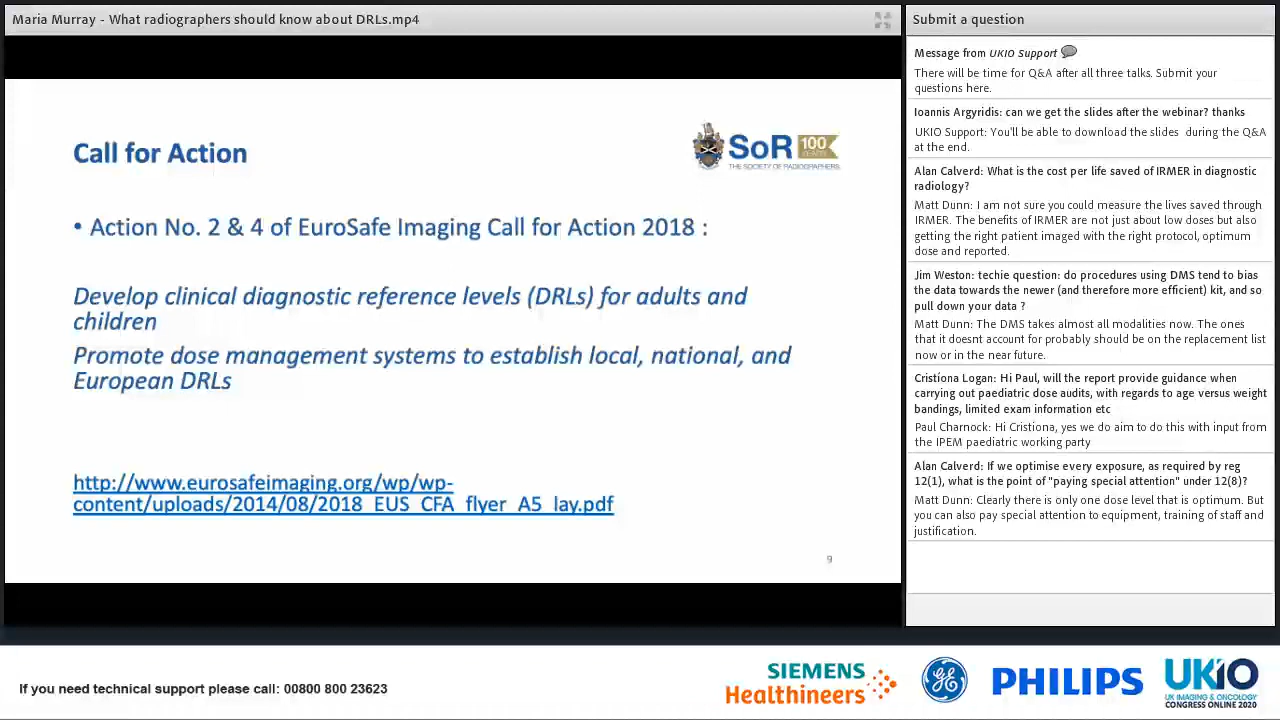 Maria Murray - What radiographers should know about DRLs.mp4
Call for Action
SoR 100
YEARS
THE SOCIETY OF RADIOGRAPHERS
• Action No. 2 & 4 of EuroSafe Imaging Call for Action 2018 :
Develop clinical diagnostic reference levels (DRLs) for adults and
children
Promote dose management systems to establish local, national, and
European DRLs
http://www.eurosafeimaging.org/wp/wp-
content/uploads/2014/08/2018_EUS_CFA_flyer_A5_lay.pdf
9
Submit a question
Message from UKIO Support
There will be time for Q&A after all three talks. Submit your
questions here.
Ioannis Argyridis: can we get the slides after the webinar? thanks
UKIO Support: You'll be able to download the slides during the Q&A
at the end.
Alan Calverd: What is the cost per life saved of IRMER in diagnostic
radiology?
Matt Dunn: I am not sure you could measure the lives saved through
IRMER. The benefits of IRMER are not just about low doses but also
getting the right patient imaged with the right protocol, optimum
dose and reported.
Jim Weston: techie question: do procedures using DMS tend to bias
the data towards the newer (and therefore more efficient) kit, and so
pull down your data ?
Matt Dunn: The DMS takes almost all modalities now. The ones
that it doesnt account for probably should be on the replacement list
now or in the near future.
Cristíona Logan: Hi Paul, will the report provide guidance when
carrying out paediatric dose audits, with regards to age versus weight
bandings, limited exam information etc
Paul Charnock: Hi Cristiona, yes we do aim to do this with input from
the IPEM paediatric working party
Alan Calverd: If we optimise every exposure, as required by reg
12(1), what is the point of "paying special attention" under 12(8)?
Matt Dunn: Clearly there is only one dose level that is optimum. But
you can also pay special attention to equipment, training of staff and
justification.
If you need technical support please call: 00800 800 23623
SIEMENS
Healthineers
GE
PHILIPS
UKIO
UK IMAGING & ONCOLOGY
CONGRESS ONLINE 2020